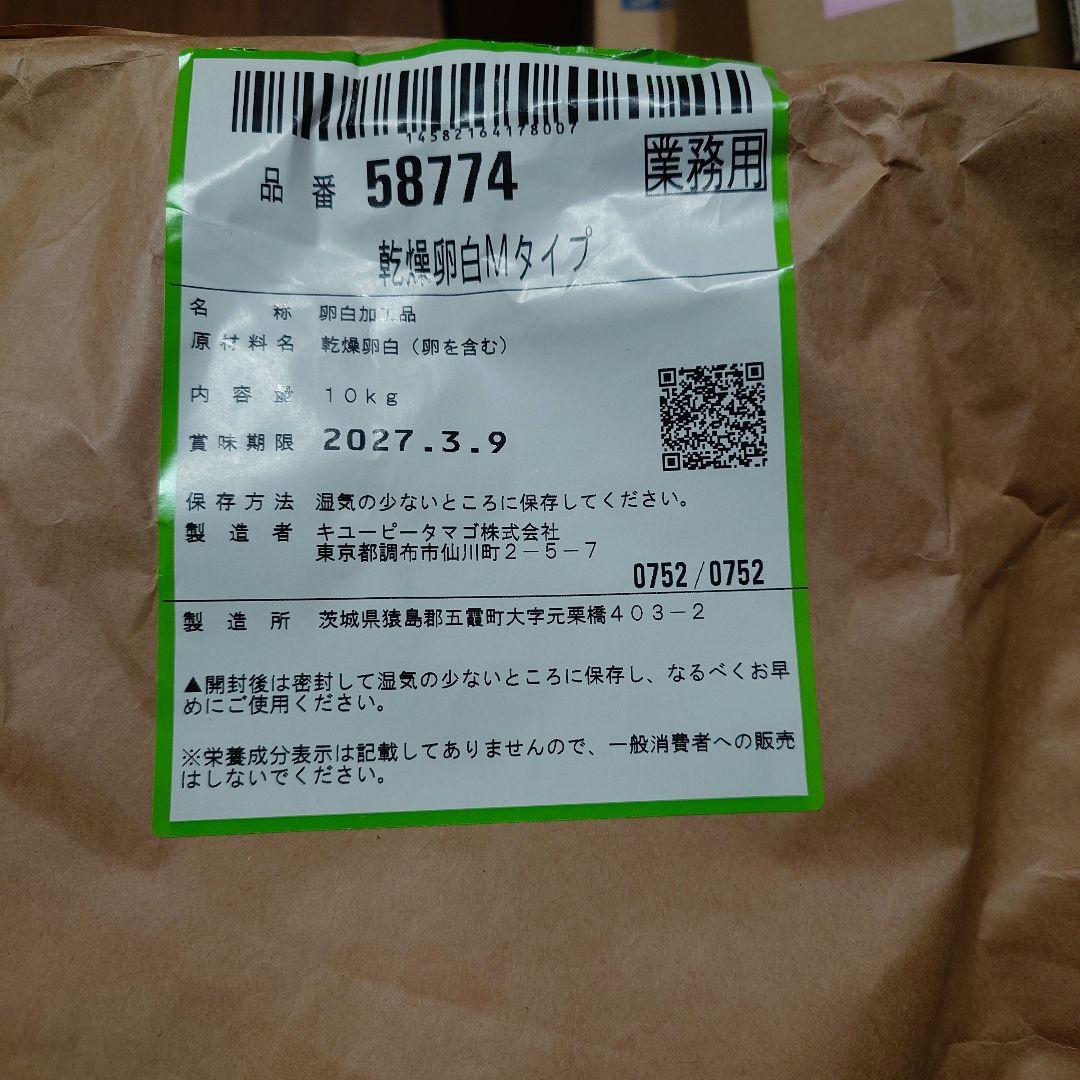 14582164178007
品番 58774 業務用
乾燥卵白Mタイプ
名称 卵白加工品
原材料名 乾燥卵白（卵を含む）
内容量 10kg
賞味期限 2027.3.9
保存方法 湿気の少ないところに保存してください。
製造者 キユーピータマゴ株式会社
東京都調布市仙川町2－5－7
0752/0752
製造所 茨城県猿島郡五霞町大字元栗橋403－2
▲開封後は密封して湿気の少ないところに保存し、なるべくお早
めにご使用ください。
※栄養成分表示は記載してありませんので、一般消費者への販売
はしないでください。